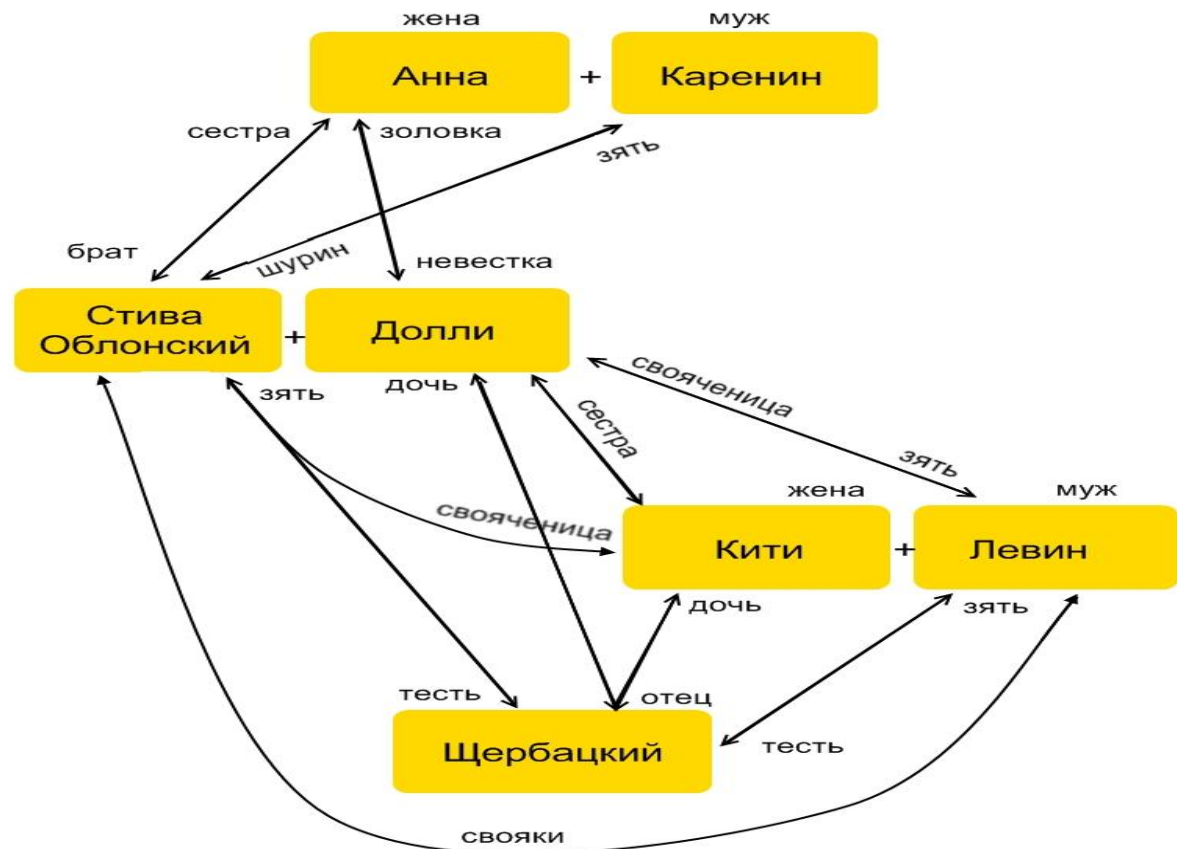 жена
муж
Анна
+
Каренин
сестра
золовка
зять
брат
шурин
невестка
Стива
Облонский
+
Долли
зять
дочь
сестра
свояченица
зять
жена
муж
свояченица
Кити
+
Левин
дочь
зять
тесть
отец
Щербацкий
тесть
свояки